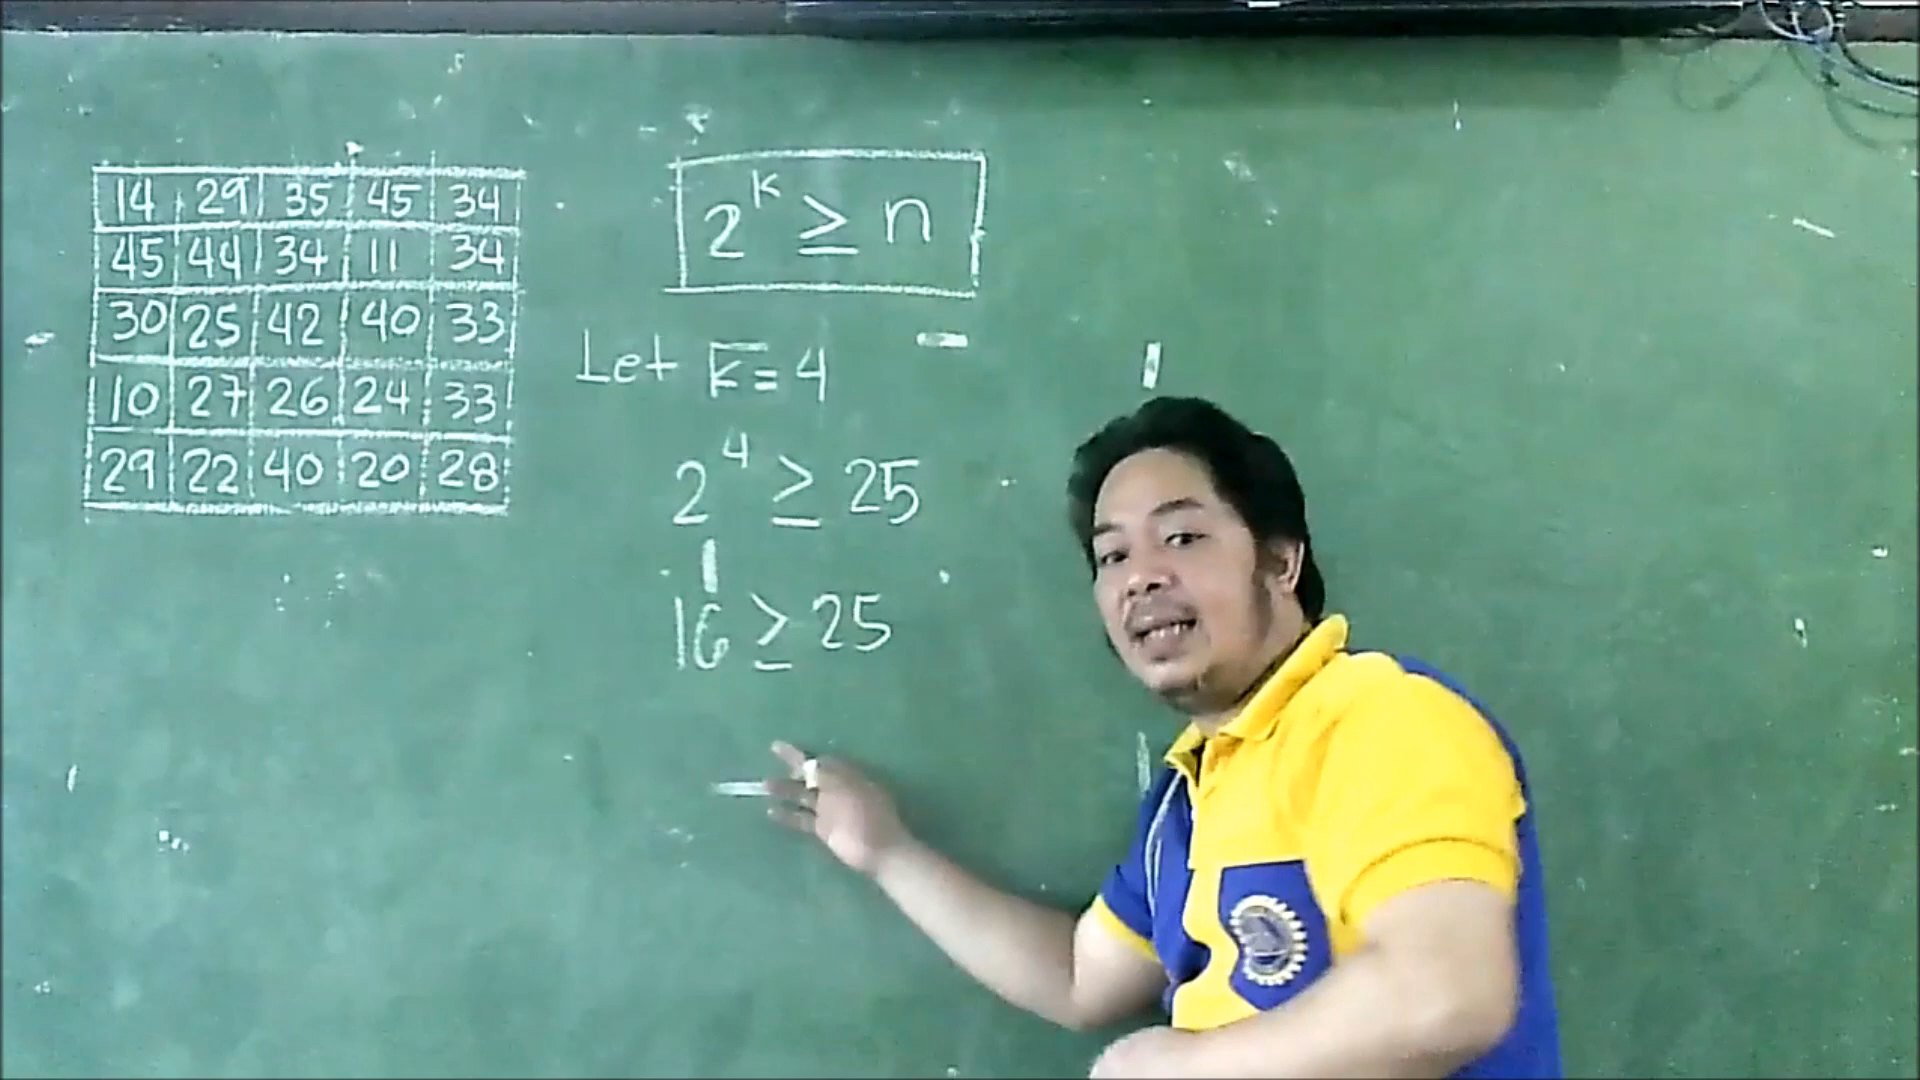 14 29 35 45 34
45 44 34 11 34
30 25 42 40 33
10 27 26 24 33
29 22 40 20 28
2^k ≥ n
Let k = 4
2^4 ≥ 25
16 ≥ 25